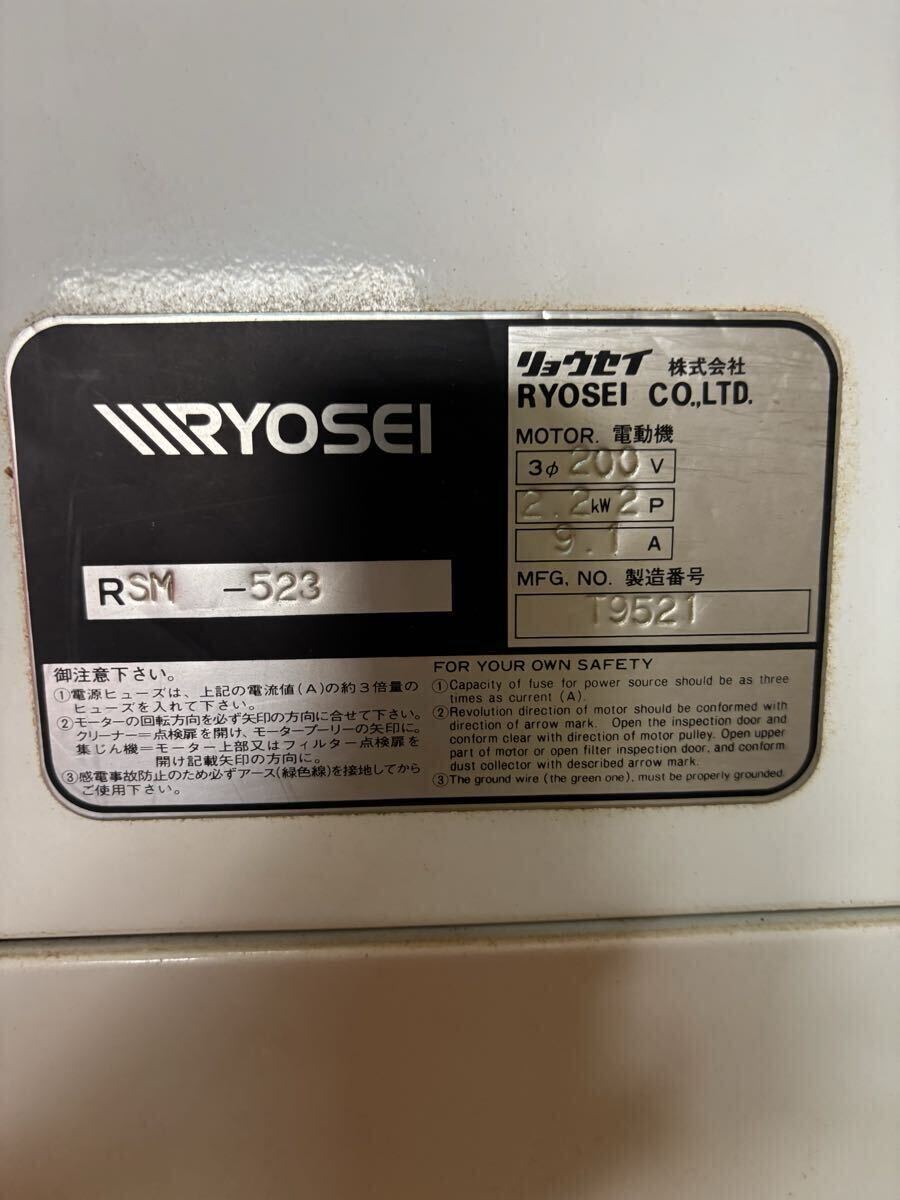 RYOSEI
RSM -523
リョウセイ 株式会社
RYOSEI CO.,LTD.
MOTOR. 電動機
3φ 200 V
2.2kW 2 P
9.1 A
MFG, NO. 製造番号
T9521
御注意下さい。
①電源ヒューズは、上記の電流値(A)の約3倍量の
ヒューズを入れて下さい。
②モーターの回転方向を必ず矢印の方向に合せて下さい。
クリーナー=点検扉を開け、モータープーリーの矢印に。
集じん機=モーター上部又はフィルター点検扉を
開け記載矢印の方向に。
③感電事故防止のため必ずアース(緑色線)を接地してから
ご使用下さい。
FOR YOUR OWN SAFETY
①Capacity of fuse for power source should be as three
times as current (A).
②Revolution direction of motor should be conformed with
direction of arrow mark. Open the inspection door and
conform clear with direction of motor pulley. Open upper
part of motor or open filter inspection door, and conform
dust collector with described arrow mark.
③The ground wire (the green one), must be properly grounded.